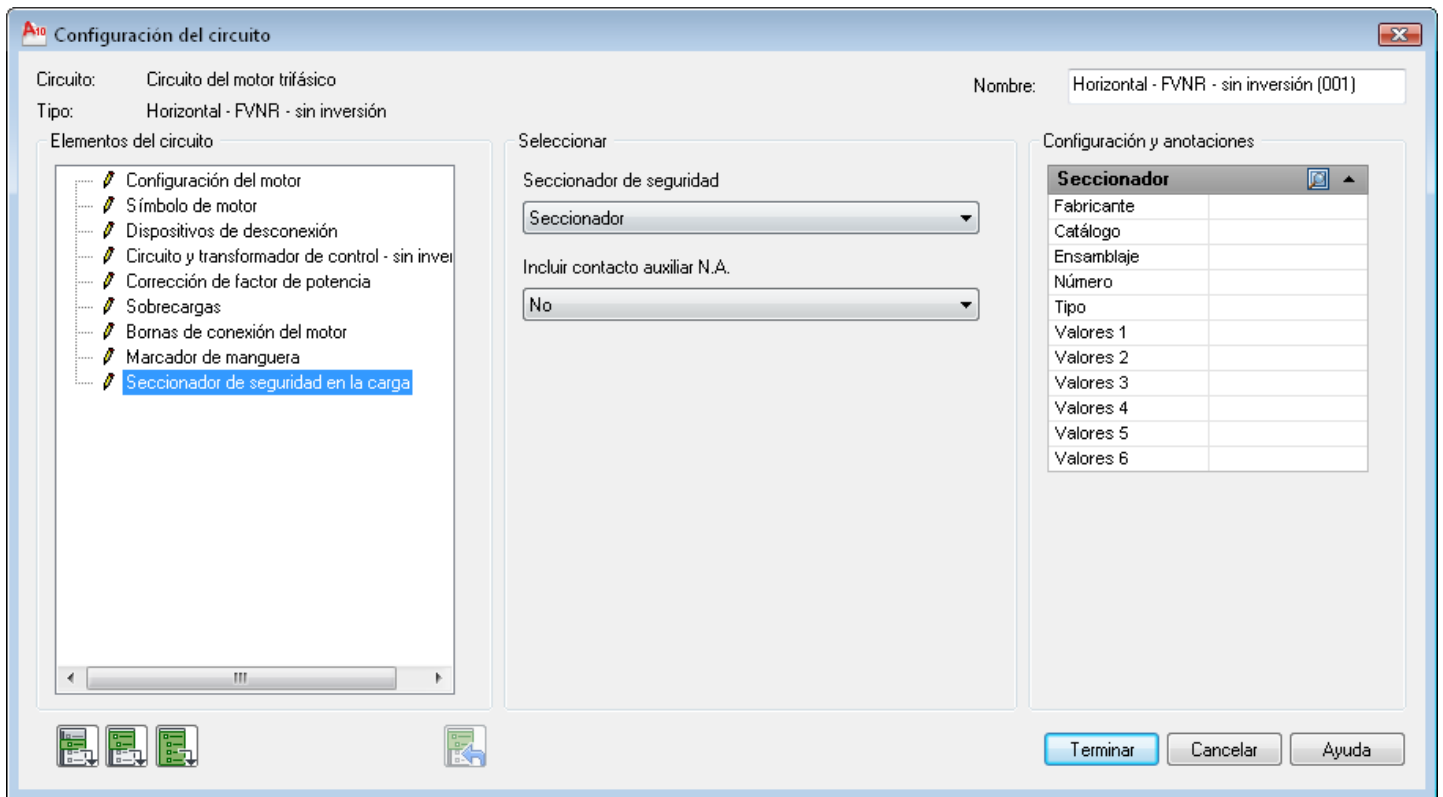 A10 Configuración del circuito
Circuito: Circuito del motor trifásico
Nombre: Horizontal - FVNR - sin inversión (001)
Tipo: Horizontal - FVNR - sin inversión
Elementos del circuito
Configuración del motor
Símbolo de motor
Dispositivos de desconexión
Circuito y transformador de control - sin inver
Corrección de factor de potencia
Sobrecargas
Bornas de conexión del motor
Marcador de manguera
Seccionador de seguridad en la carga
Seleccionar
Seccionador de seguridad
Seccionador
Incluir contacto auxiliar N.A.
No
Configuración y anotaciones
Seccionador
Fabricante
Catálogo
Ensamblaje
Número
Tipo
Valores 1
Valores 2
Valores 3
Valores 4
Valores 5
Valores 6
Terminar
Cancelar
Ayuda